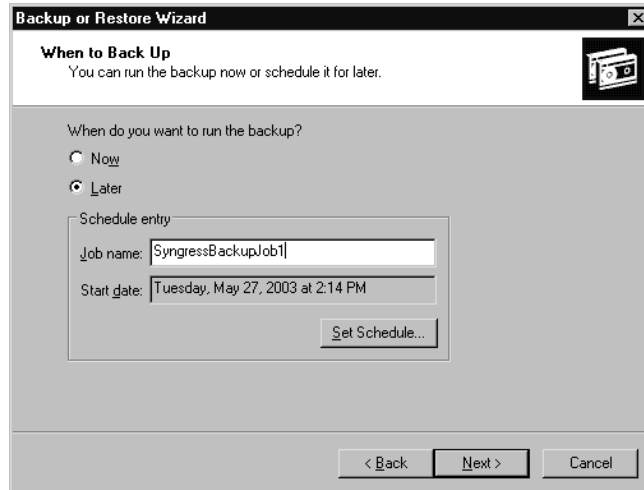 Backup or Restore Wizard
When to Back Up
You can run the backup now or schedule it for later.
When do you want to run the backup?
Now
Later
Schedule entry
Job name: SyngressBackupJob1
Start date: Tuesday, May 27, 2003 at 2:14 PM
Set Schedule...
< Back Next > Cancel